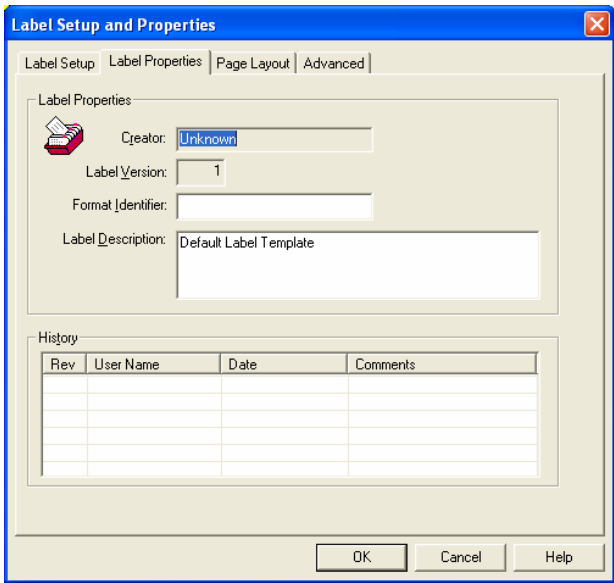 Label Setup and Properties
Label Setup Label Properties Page Layout Advanced
Label Properties
Creator: Unknown
Label Version: 1
Format Identifier:
Label Description: Default Label Template
History
Rev User Name Date Comments
OK Cancel Help